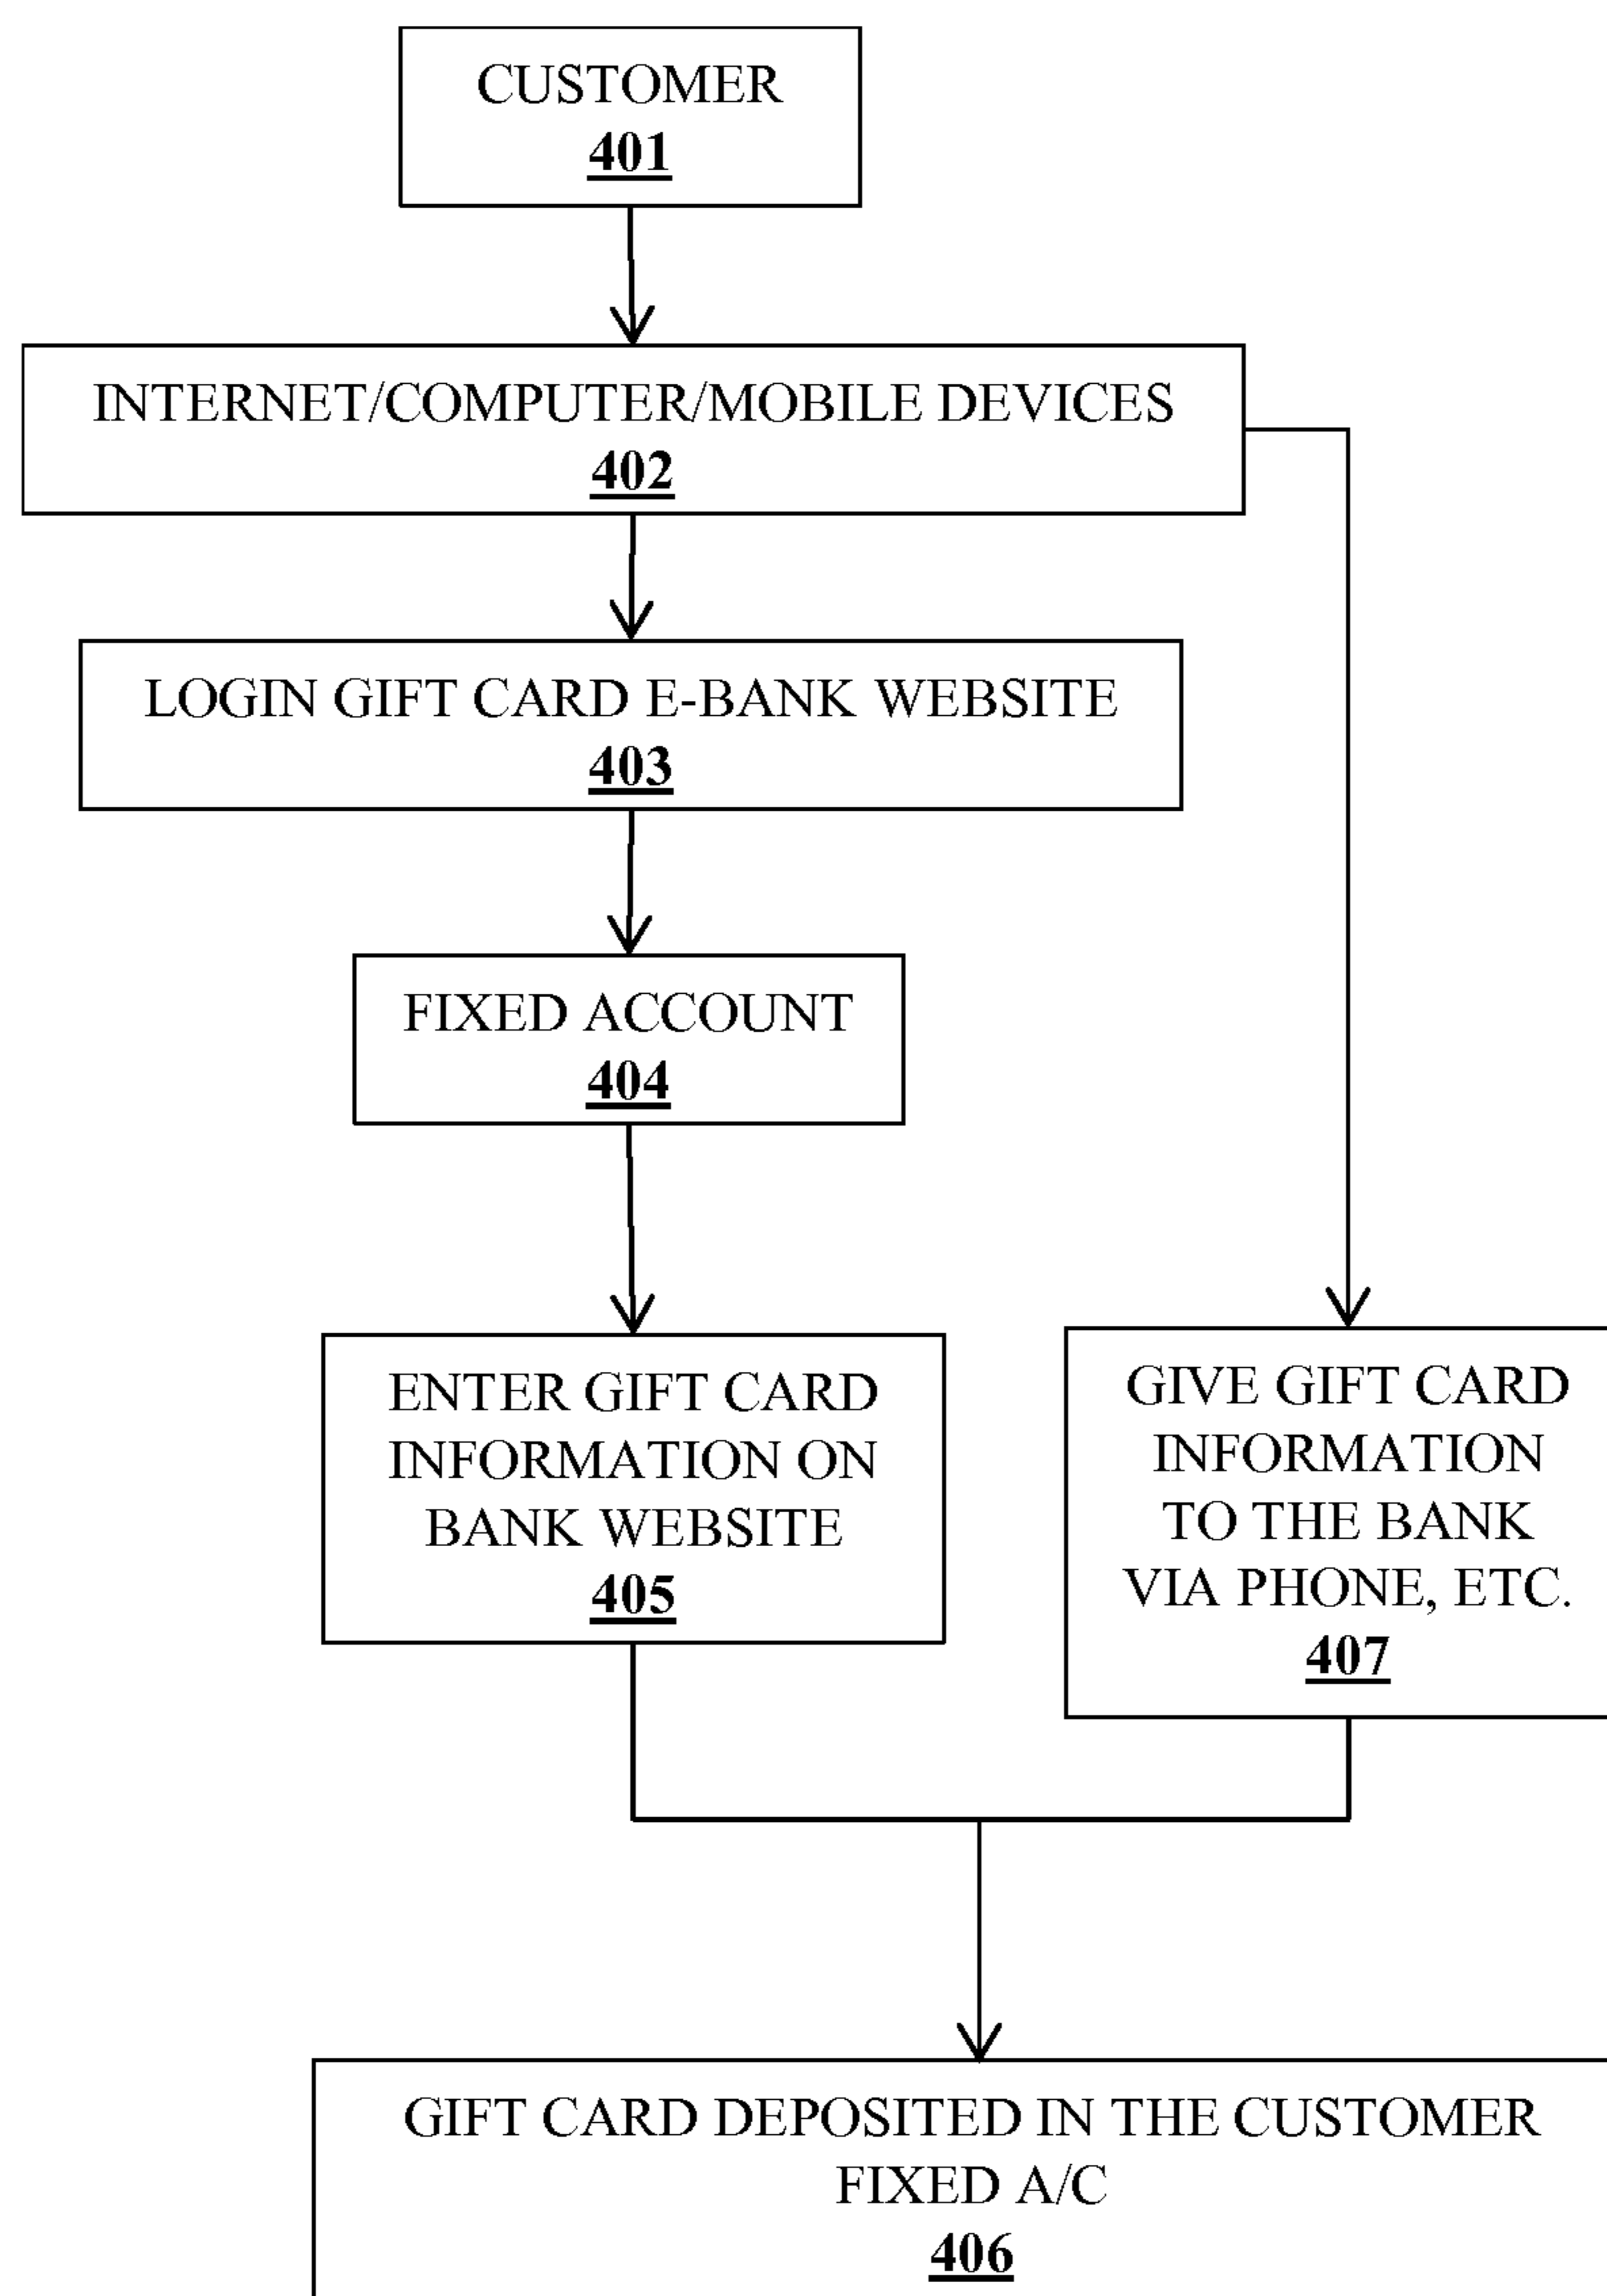 CUSTOMER
401
INTERNET/COMPUTER/MOBILE DEVICES
402
LOGIN GIFT CARD E-BANK WEBSITE
403
FIXED ACCOUNT
404
ENTER GIFT CARD
INFORMATION ON
BANK WEBSITE
405
GIVE GIFT CARD
INFORMATION
TO THE BANK
VIA PHONE, ETC.
407
GIFT CARD DEPOSITED IN THE CUSTOMER
FIXED A/C
406